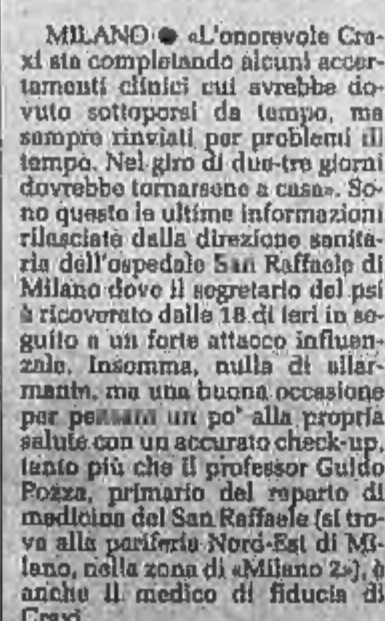 MILANO ● «L'onorevole Cra-
xi sta completando alcuni accer-
tamenti clinici cui avrebbe do-
vuto sottoporsi da tempo, ma
sempre rinviati per problemi di
tempo. Nel giro di due-tre giorni
dovrebbe tornarsene a casa». So-
no queste le ultime informazioni
rilasciate dalla direzione sanita-
ria dell'ospedale San Raffaele di
Milano dove il segretario del psi
è ricoverato dalle 18 di ieri in se-
guito a un forte attacco influen-
zale. Insomma, nulla di allar-
mante, ma una buona occasione
per pensare un po' alla propria
salute con un accurato check-up,
tanto più che il professor Guido
Pozza, primario del reparto di
medicina del San Raffaele (si tro-
va alla periferia Nord-Est di Mi-
lano, nella zona di «Milano 2»), è
anche il medico di fiducia di
Craxi